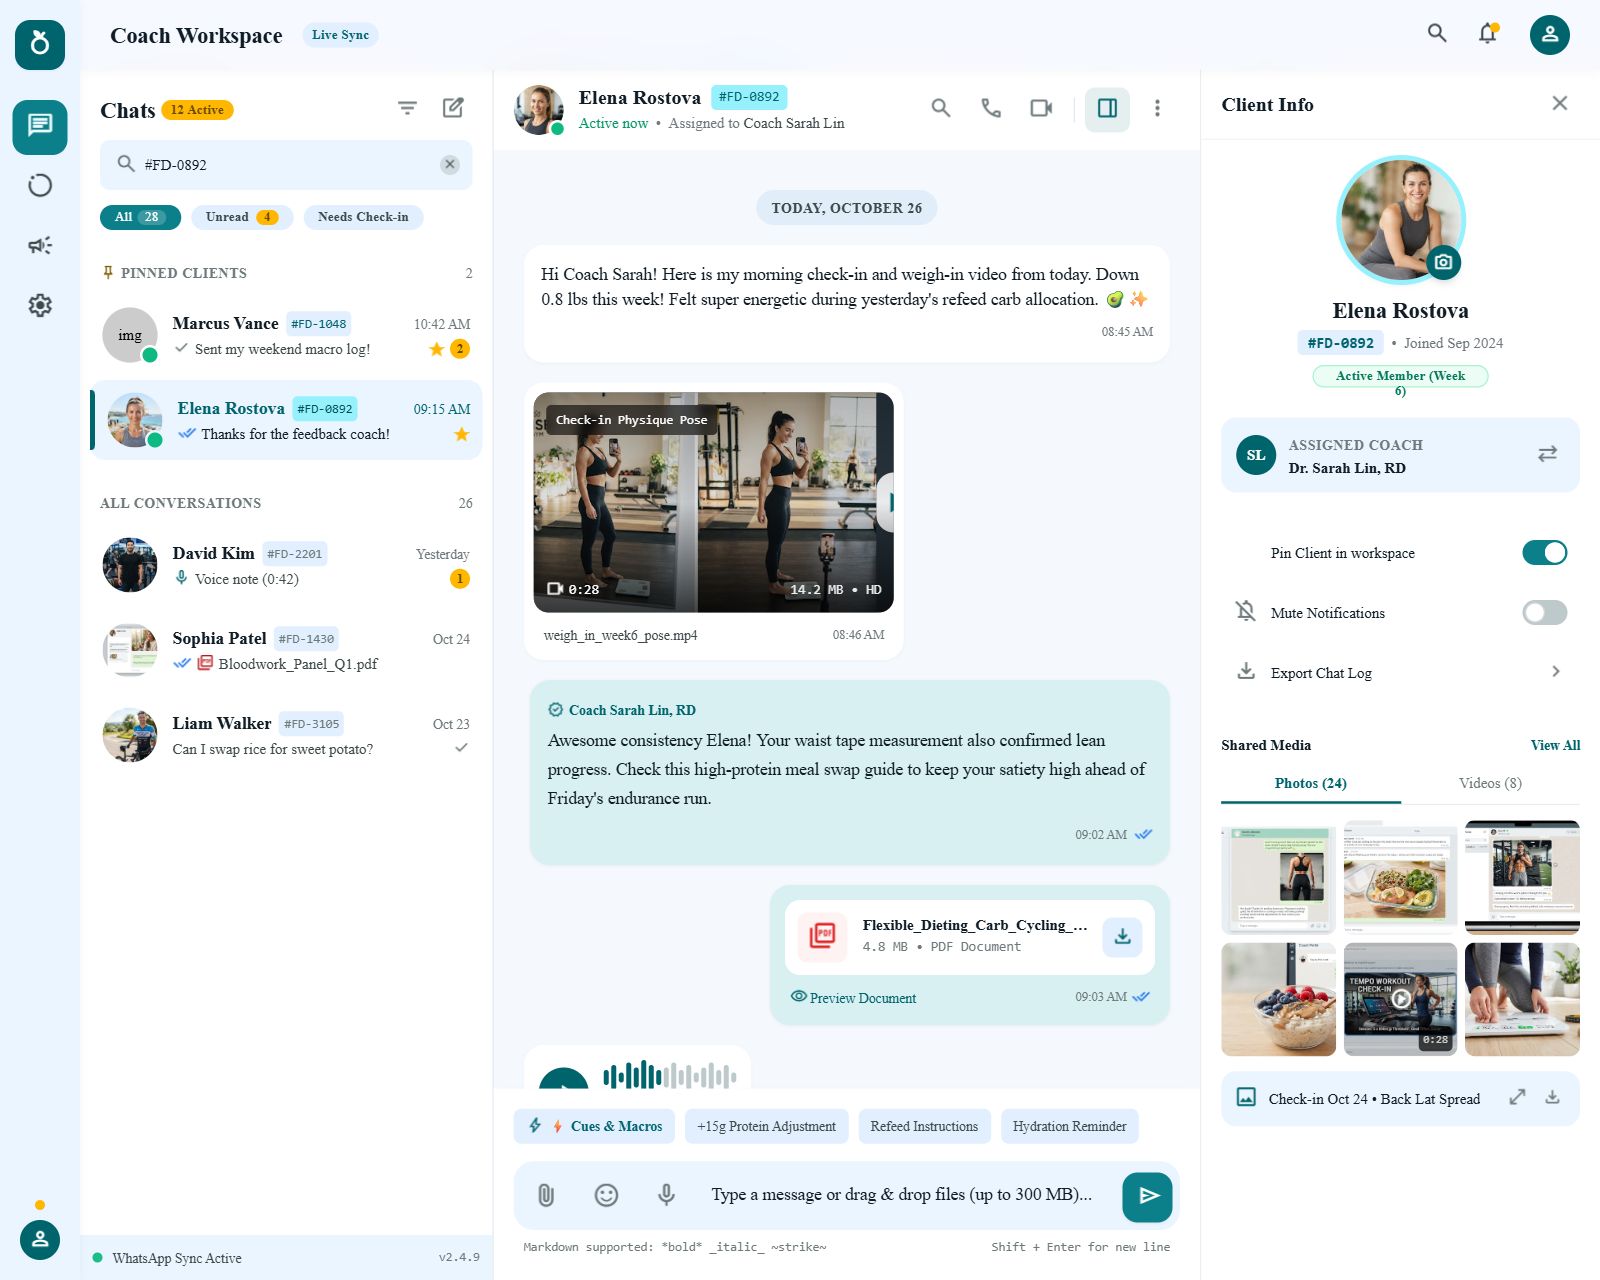 Coach Workspace
Live Sync
Chats
12 Active
#FD-0892
All 28
Unread 4
Needs Check-in
PINNED CLIENTS
2
Marcus Vance #FD-1048
10:42 AM
img
Sent my weekend macro log!
2
Elena Rostova #FD-0892
09:15 AM
Thanks for the feedback coach!
ALL CONVERSATIONS
26
David Kim #FD-2201
Yesterday
Voice note (0:42)
1
Sophia Patel #FD-1430
Oct 24
PDF Bloodwork_Panel_Q1.pdf
Liam Walker #FD-3105
Oct 23
Can I swap rice for sweet potato?
WhatsApp Sync Active
v2.4.9
Elena Rostova #FD-0892
Active now • Assigned to Coach Sarah Lin
TODAY, OCTOBER 26
Hi Coach Sarah! Here is my morning check-in and weigh-in video from today. Down
0.8 lbs this week! Felt super energetic during yesterday's refeed carb allocation. 🥑 ✨
08:45 AM
Check-in Physique Pose
0:28
14.2 MB • HD
weigh_in_week6_pose.mp4
08:46 AM
Coach Sarah Lin, RD
Awesome consistency Elena! Your waist tape measurement also confirmed lean
progress. Check this high-protein meal swap guide to keep your satiety high ahead of
Friday's endurance run.
09:02 AM
PDF
Flexible_Dieting_Carb_Cycling_...
4.8 MB • PDF Document
Preview Document
09:03 AM
Cues & Macros
+15g Protein Adjustment
Refeed Instructions
Hydration Reminder
Type a message or drag & drop files (up to 300 MB)...
Markdown supported: *bold* _italic_ ~strike~
Shift + Enter for new line
Client Info
Elena Rostova
#FD-0892 • Joined Sep 2024
Active Member (Week
6)
SL
ASSIGNED COACH
Dr. Sarah Lin, RD
Pin Client in workspace
Mute Notifications
Export Chat Log
Shared Media
View All
Photos (24)
Videos (8)
TEMPO WORKOUT
CHECK-IN
0:28
Check-in Oct 24 • Back Lat Spread